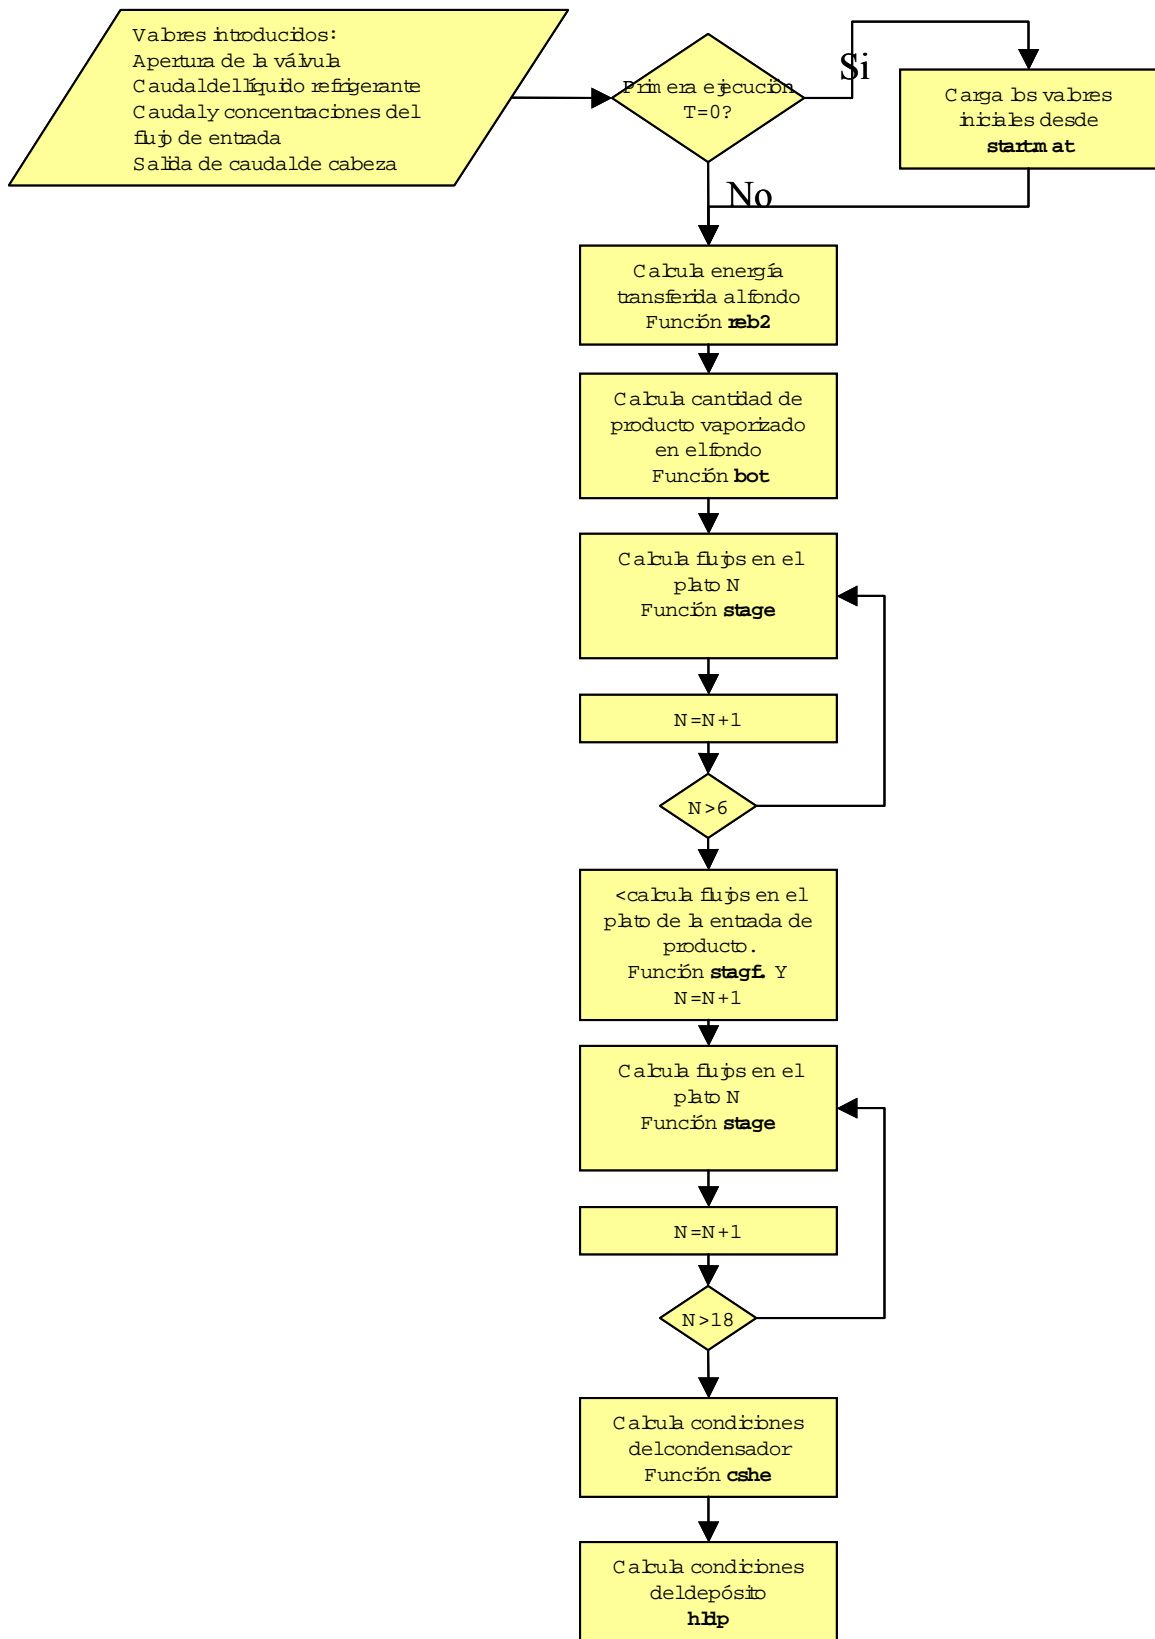 Valores introducidos:
Apertura de la válvula
Caudal del líquido refrigerante
Caudal y concentraciones del
flujo de entrada
Salida de caudal de cabeza
Primera ejecución
T=0?
Si
Carga los valores
iniciales desde
start.mat
No
Calcula energía
transferida al fondo
Función reb2
Calcula cantidad de
producto vaporizado
en el fondo
Función bot
Calcula flujos en el
plato N
Función stage
N=N+1
N>6
<calcula flujos en el
plato de la entrada de
producto.
Función stagf. Y
N=N+1
Calcula flujos en el
plato N
Función stage
N=N+1
N>18
Calcula condiciones
del condensador
Función cshe
Calcula condiciones
del depósito
hldp